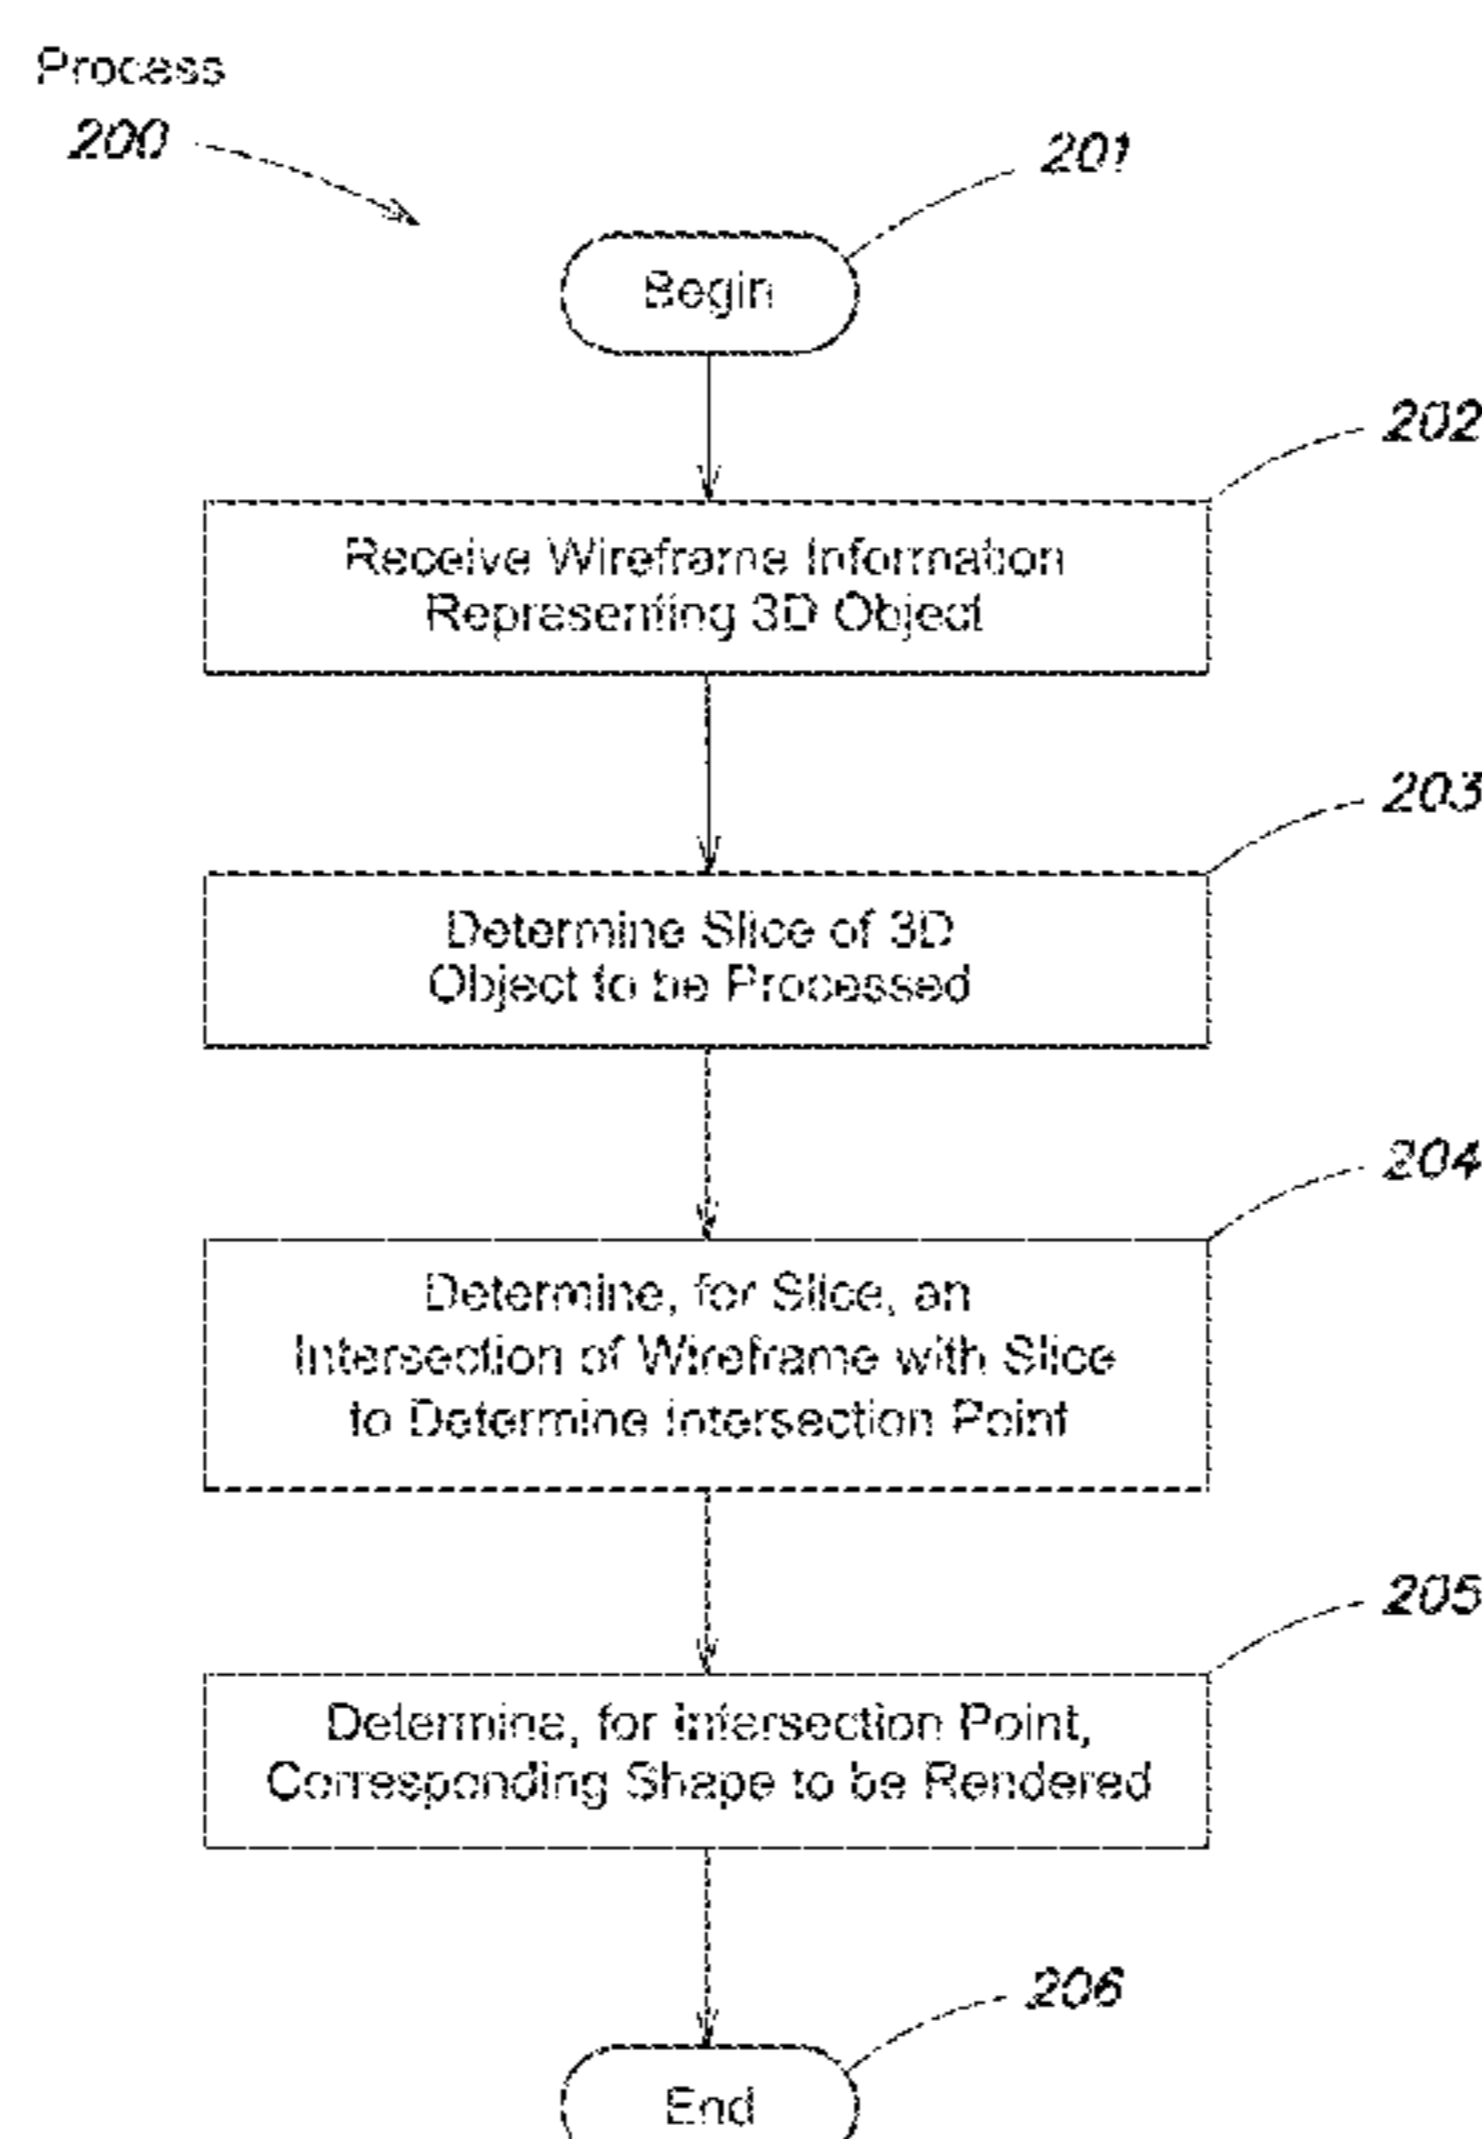 Process
200
201
Begin
202
Receive Wireframe Information
Representing 3D Object
203
Determine Slice of 3D
Object to be Processed
204
Determine, for Slice, an
Intersection of Wireframe with Slice
to Determine Intersection Point
205
Determine, for Intersection Point,
Corresponding Shape to be Rendered
206
End